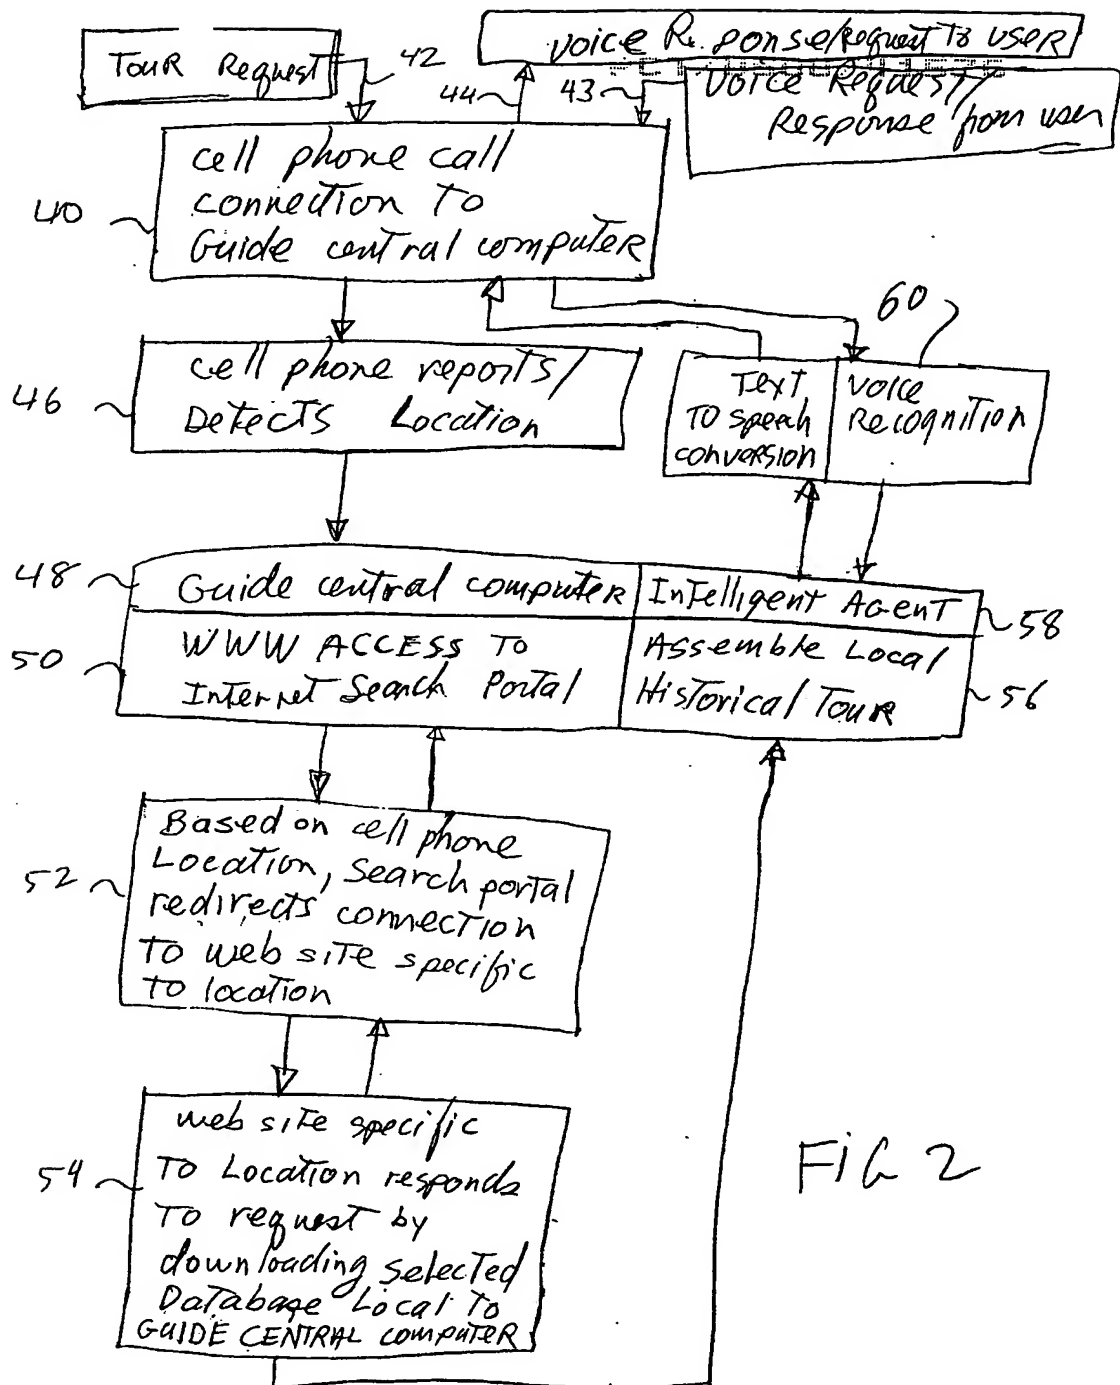 Tour Request
42
Voice Re.ponse/Request To user
44
43
Voice Request/
Response from user
cell phone call
connection To
Guide central computer
40
cell phone reports/
Detects Location
46
60
Text
To speech
conversion
Voice
Recognition
48
Guide central computer
Intelligent Agent
58
50
WWW ACCESS To
Internet Search Portal
Assemble Local
Historical Tour
56
Based on cell phone
Location, Search portal
redirects connection
To web site specific
To location
52
web site specific
To Location responds
To request by
downloading selected
Database Local To
GUIDE CENTRAL computer
54
FIG 2